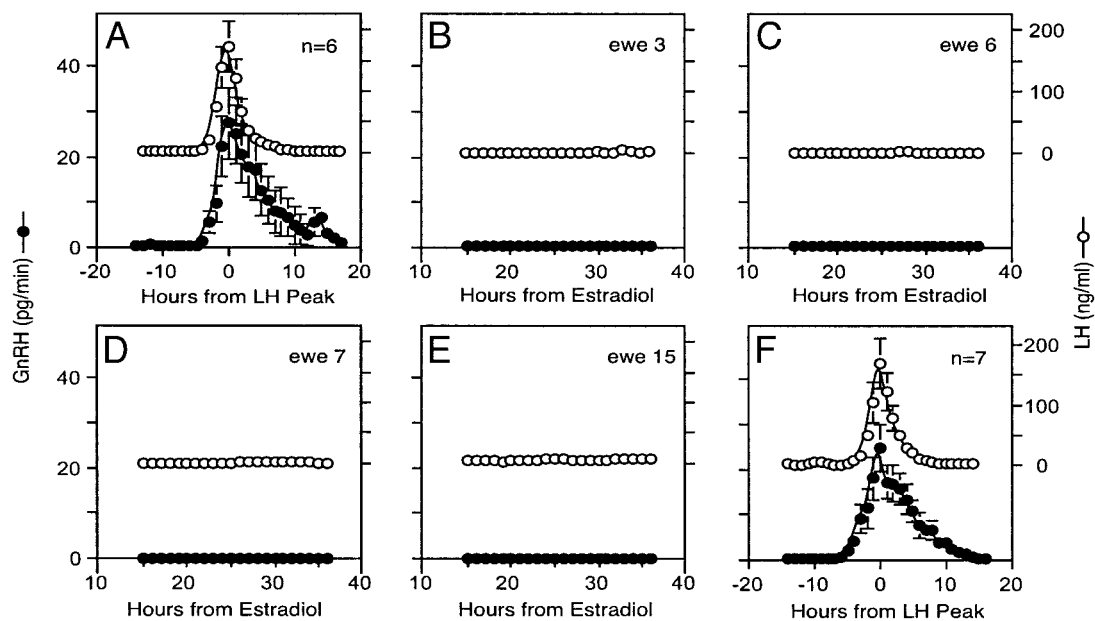 A n=6
B ewe 3
C ewe 6
200
100
0
40
20
0
-20 -10 0 10 20
10 20 30 40
10 20 30 40
Hours from LH Peak
Hours from Estradiol
Hours from Estradiol
GnRH (pg/min)
LH (ng/ml)
D ewe 7
E ewe 15
F n=7
200
100
0
40
20
0
10 20 30 40
10 20 30 40
-20 -10 0 10 20
Hours from Estradiol
Hours from Estradiol
Hours from LH Peak